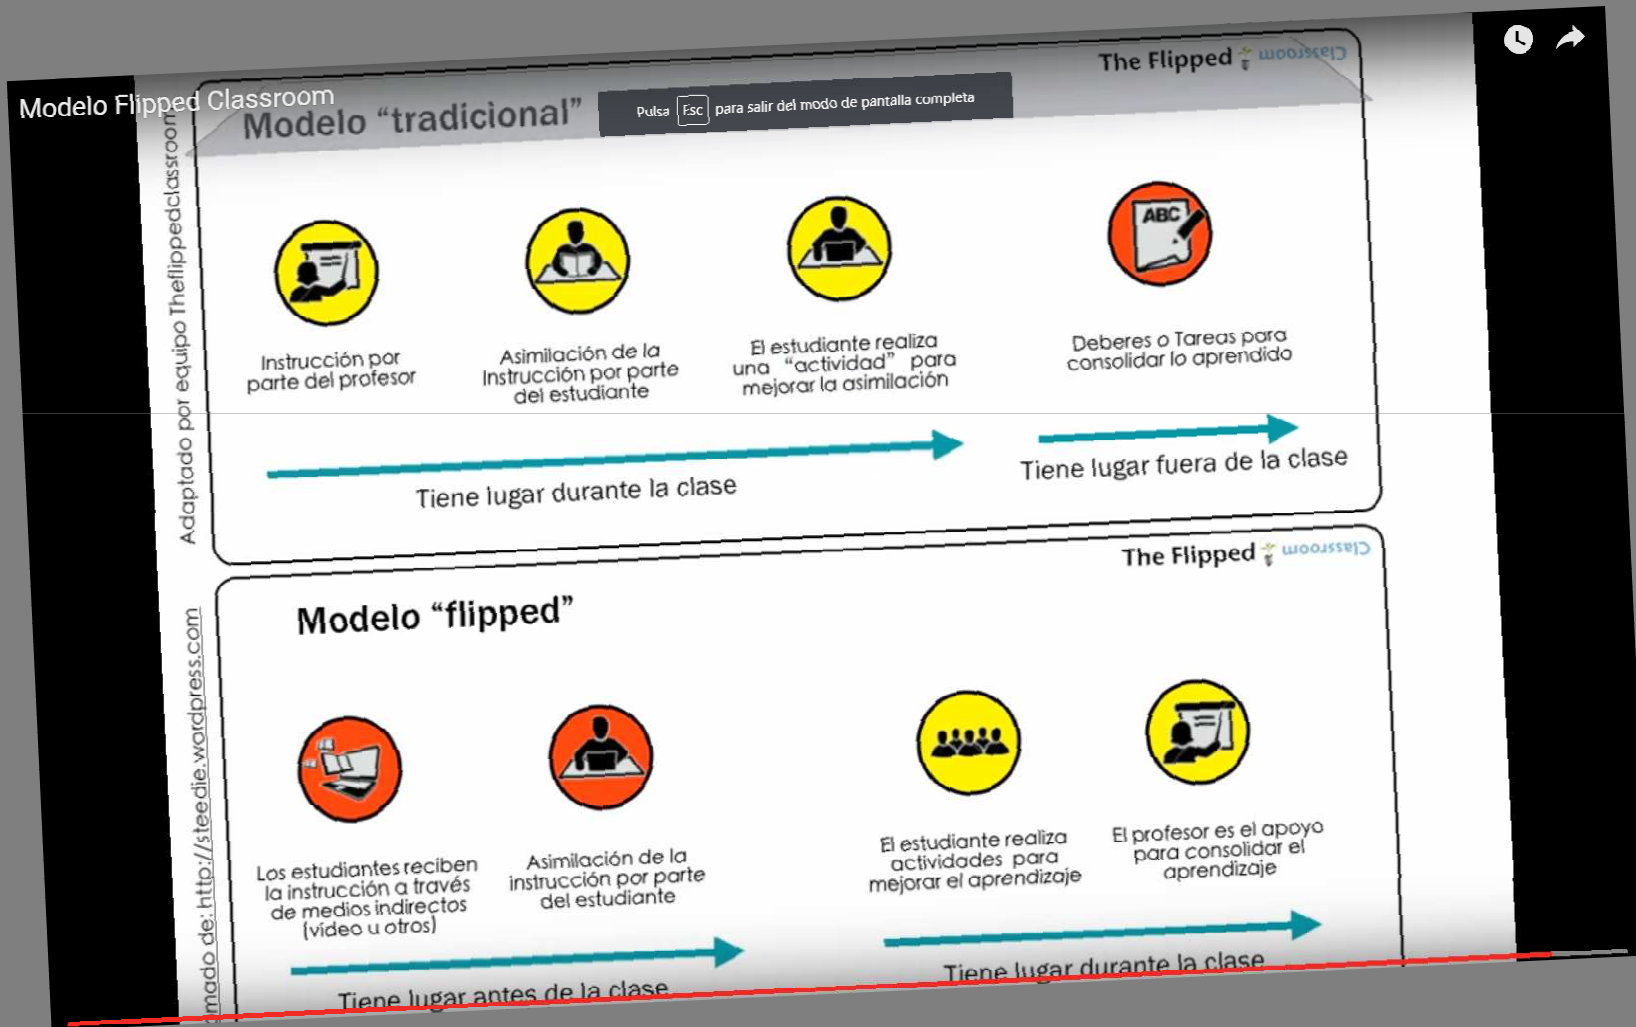 Modelo Flipped Classroom
Pulsa Esc para salir del modo de pantalla completa
The Flipped Classroom
Modelo “tradicional”
ABC
Instrucción por
parte del profesor
Asimilación de la
Instrucción por parte
del estudiante
El estudiante realiza
una “actividad” para
mejorar la asimilación
Deberes o Tareas para
consolidar lo aprendido
Tiene lugar durante la clase
Tiene lugar fuera de la clase
Adaptado por equipo Theflippedclassroom
The Flipped Classroom
Modelo “flipped”
Los estudiantes reciben
la instrucción a través
de medios indirectos
(vídeo u otros)
Asimilación de la
instrucción por parte
del estudiante
El estudiante realiza
actividades para
mejorar el aprendizaje
El profesor es el apoyo
para consolidar el
aprendizaje
Tiene lugar antes de la clase
Tiene lugar durante la clase
omado de: http://steedie.wordpress.com